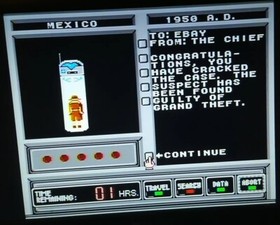 MEXICO
1950 A.D.
TO: EBAY
FROM: THE CHIEF
CONGRATULA-
TIONS, YOU
HAVE CRACKED
THE CASE. THE
SUSPECT HAS
BEEN FOUND
GUILTY OF
GRAND THEFT.
←CONTINUE
TIME
REMAINING: 01 HRS.
TRAVEL
SEARCH
DATA
ABORT